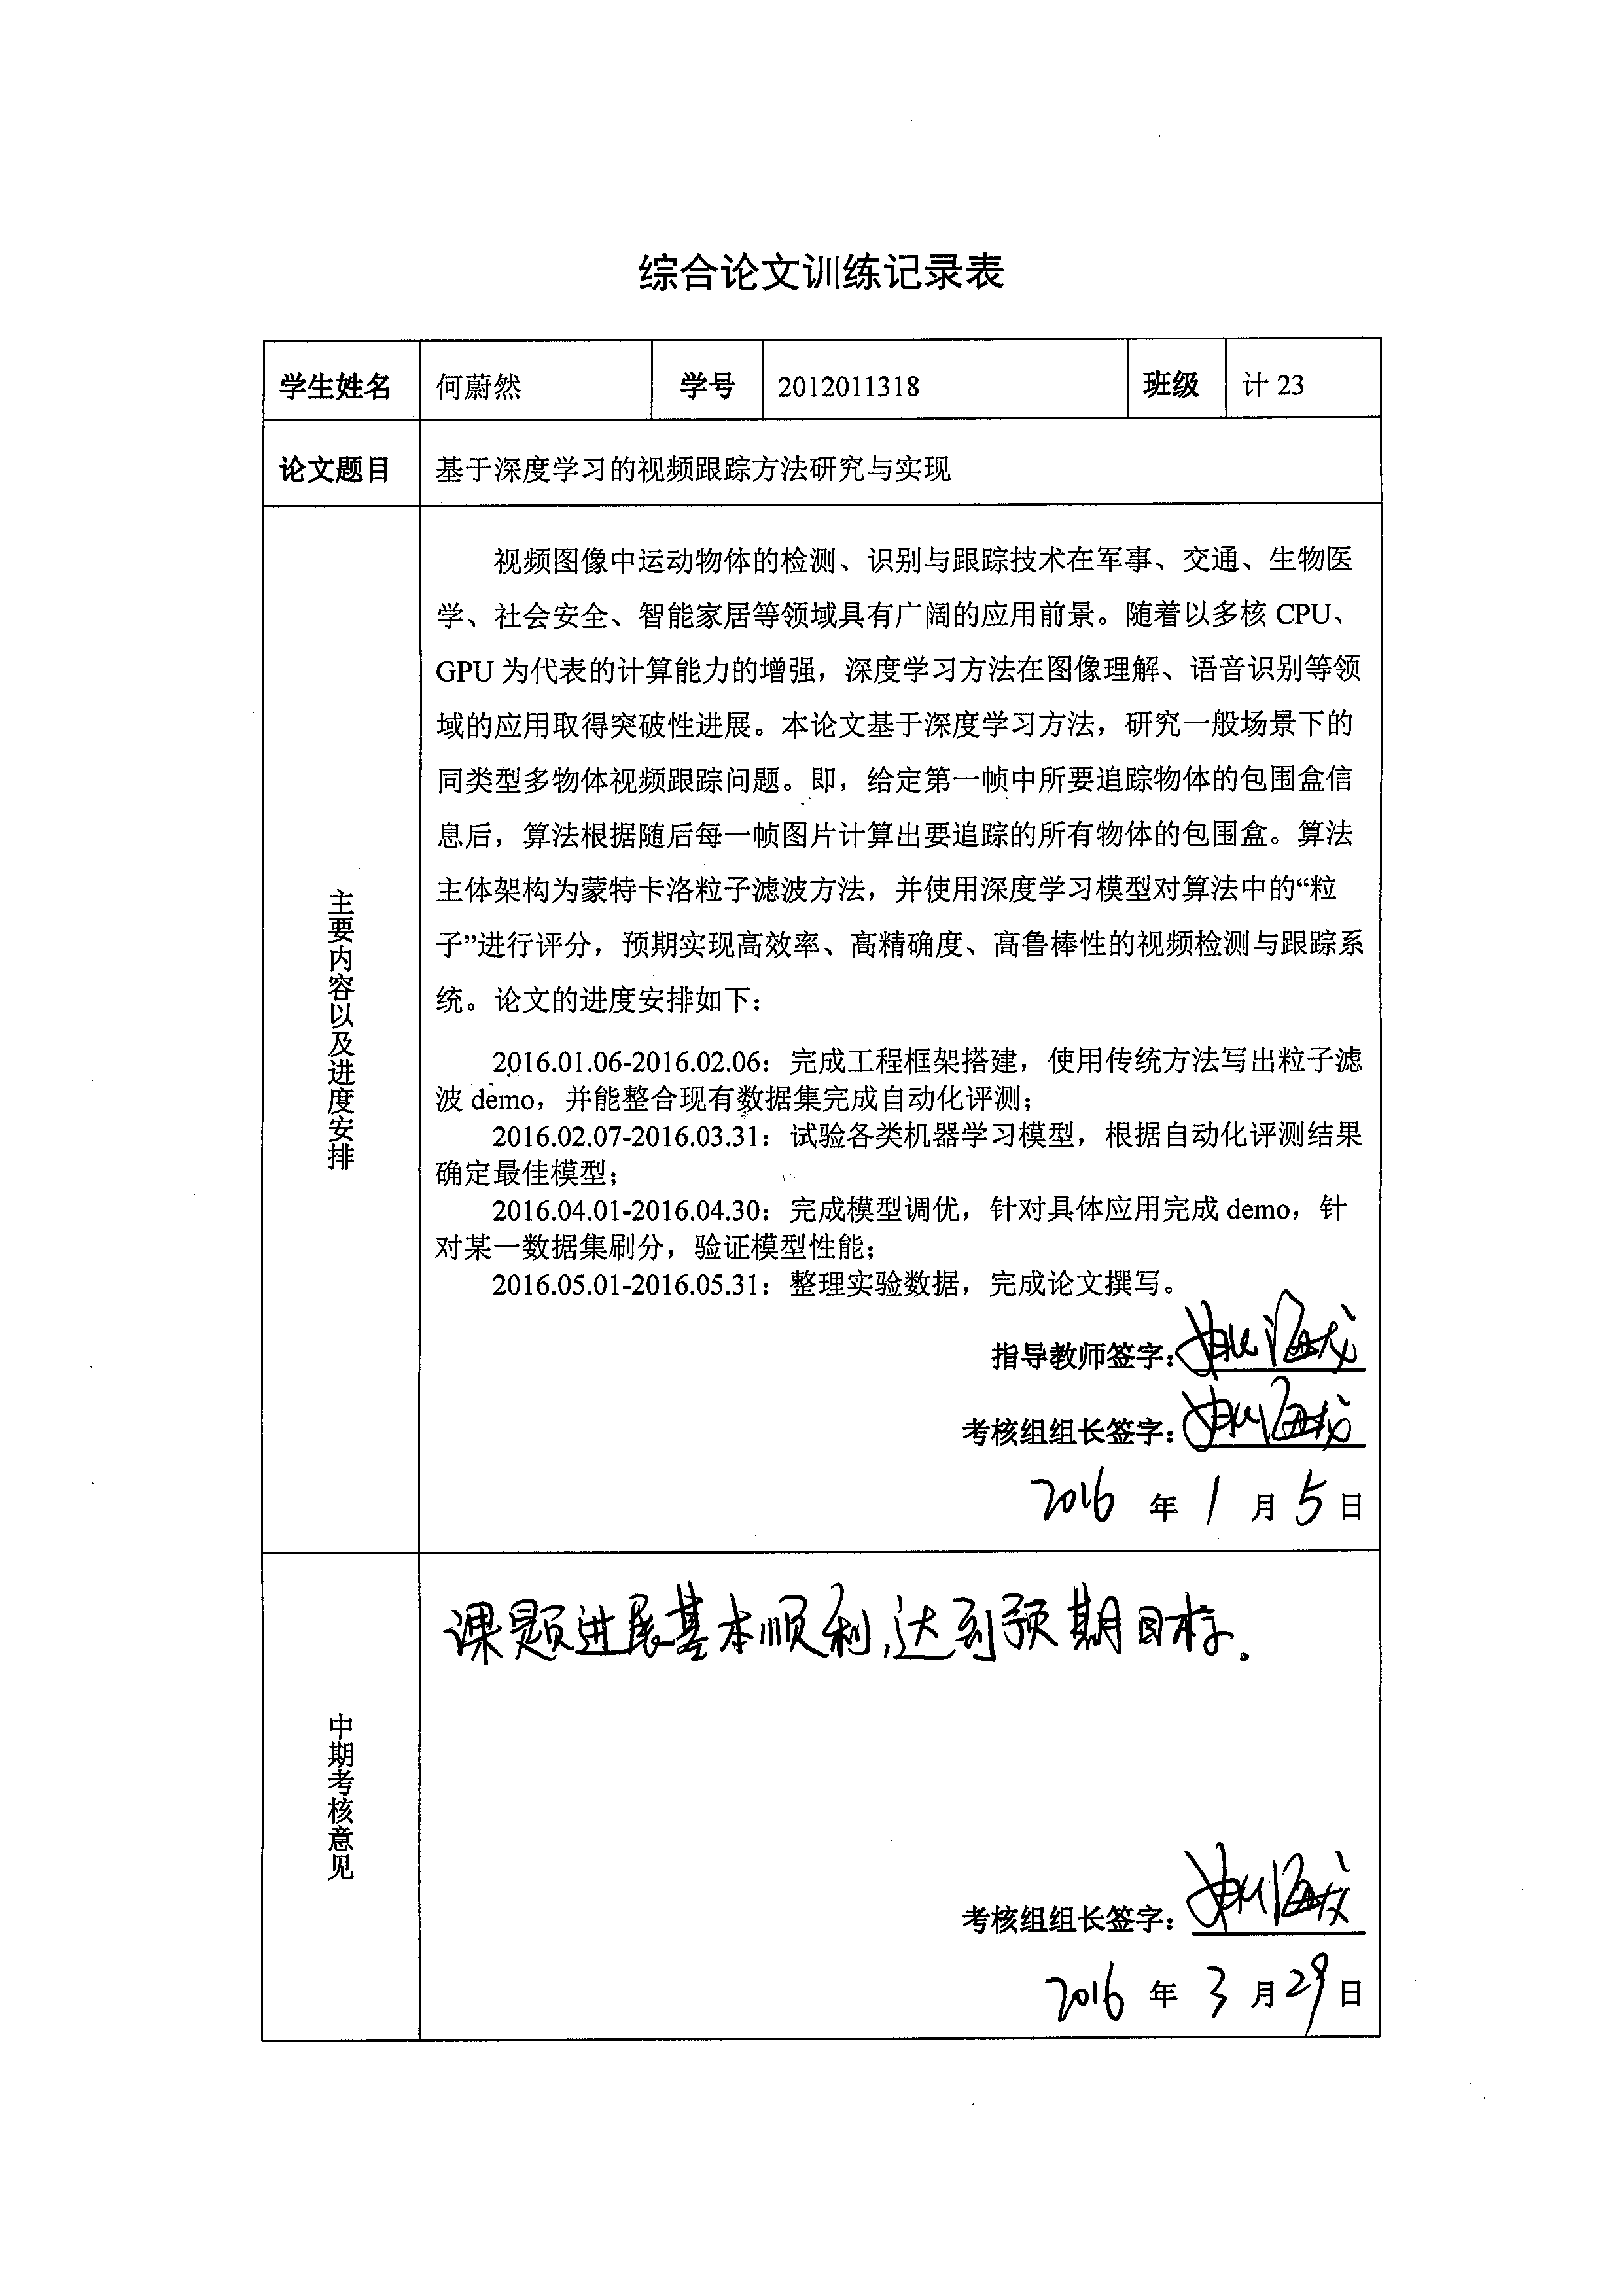 综合论文训练记录表
学生姓名 何蔚然 学号 2012011318 班级 计 23
论文题目 基于深度学习的视频跟踪方法研究与实现
主要内容以及进度安排
视频图像中运动物体的检测、识别与跟踪技术在军事、交通、生物医
学、社会安全、智能家居等领域具有广阔的应用前景。随着以多核 CPU、
GPU 为代表的计算能力的增强，深度学习方法在图像理解、语音识别等领
域的应用取得突破性进展。本论文基于深度学习方法，研究一般场景下的
同类型多物体视频跟踪问题。即，给定第一帧中所要追踪物体的包围盒信
息后，算法根据随后每一帧图片计算出要追踪的所有物体的包围盒。算法
主体架构为蒙特卡洛粒子滤波方法，并使用深度学习模型对算法中的“粒
子”进行评分，预期实现高效率、高精确度、高鲁棒性的视频检测与跟踪系
统。论文的进度安排如下：
2016.01.06-2016.02.06：完成工程框架搭建，使用传统方法写出粒子滤
波 demo，并能整合现有数据集完成自动化评测；
2016.02.07-2016.03.31：试验各类机器学习模型，根据自动化评测结果
确定最佳模型；
2016.04.01-2016.04.30：完成模型调优，针对具体应用完成 demo，针
对某一数据集刷分，验证模型性能；
2016.05.01-2016.05.31：整理实验数据，完成论文撰写。
指导教师签字：姚海龙
考核组组长签字：姚海龙
2016 年 1 月 5 日
中期考核意见
课题进展基本顺利，达到预期目标。
考核组组长签字：姚海龙
2016 年 3 月 29 日